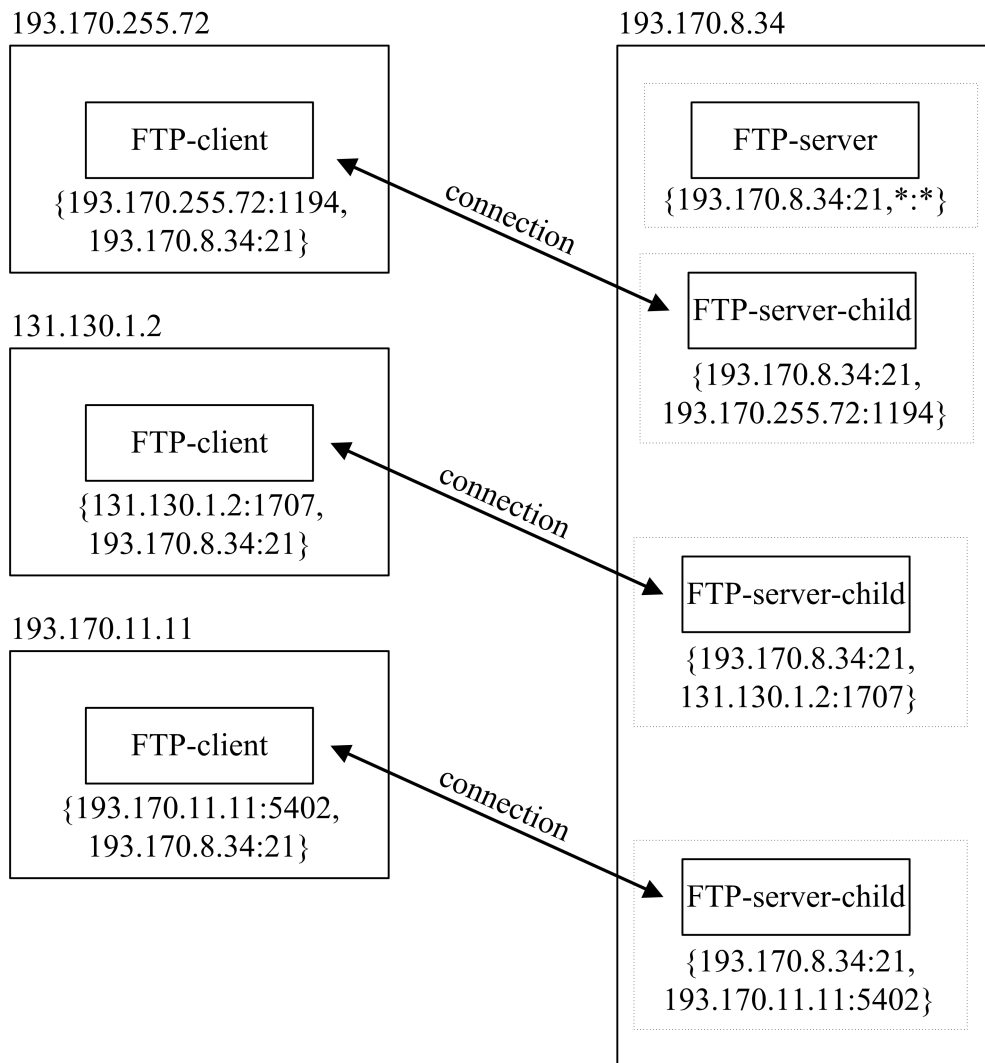 193.170.255.72
FTP-client
{193.170.255.72:1194,
193.170.8.34:21}
connection
131.130.1.2
FTP-client
{131.130.1.2:1707,
193.170.8.34:21}
connection
193.170.11.11
FTP-client
{193.170.11.11:5402,
193.170.8.34:21}
connection
193.170.8.34
FTP-server
{193.170.8.34:21,*:*}
FTP-server-child
{193.170.8.34:21,
193.170.255.72:1194}
FTP-server-child
{193.170.8.34:21,
131.130.1.2:1707}
FTP-server-child
{193.170.8.34:21,
193.170.11.11:5402}